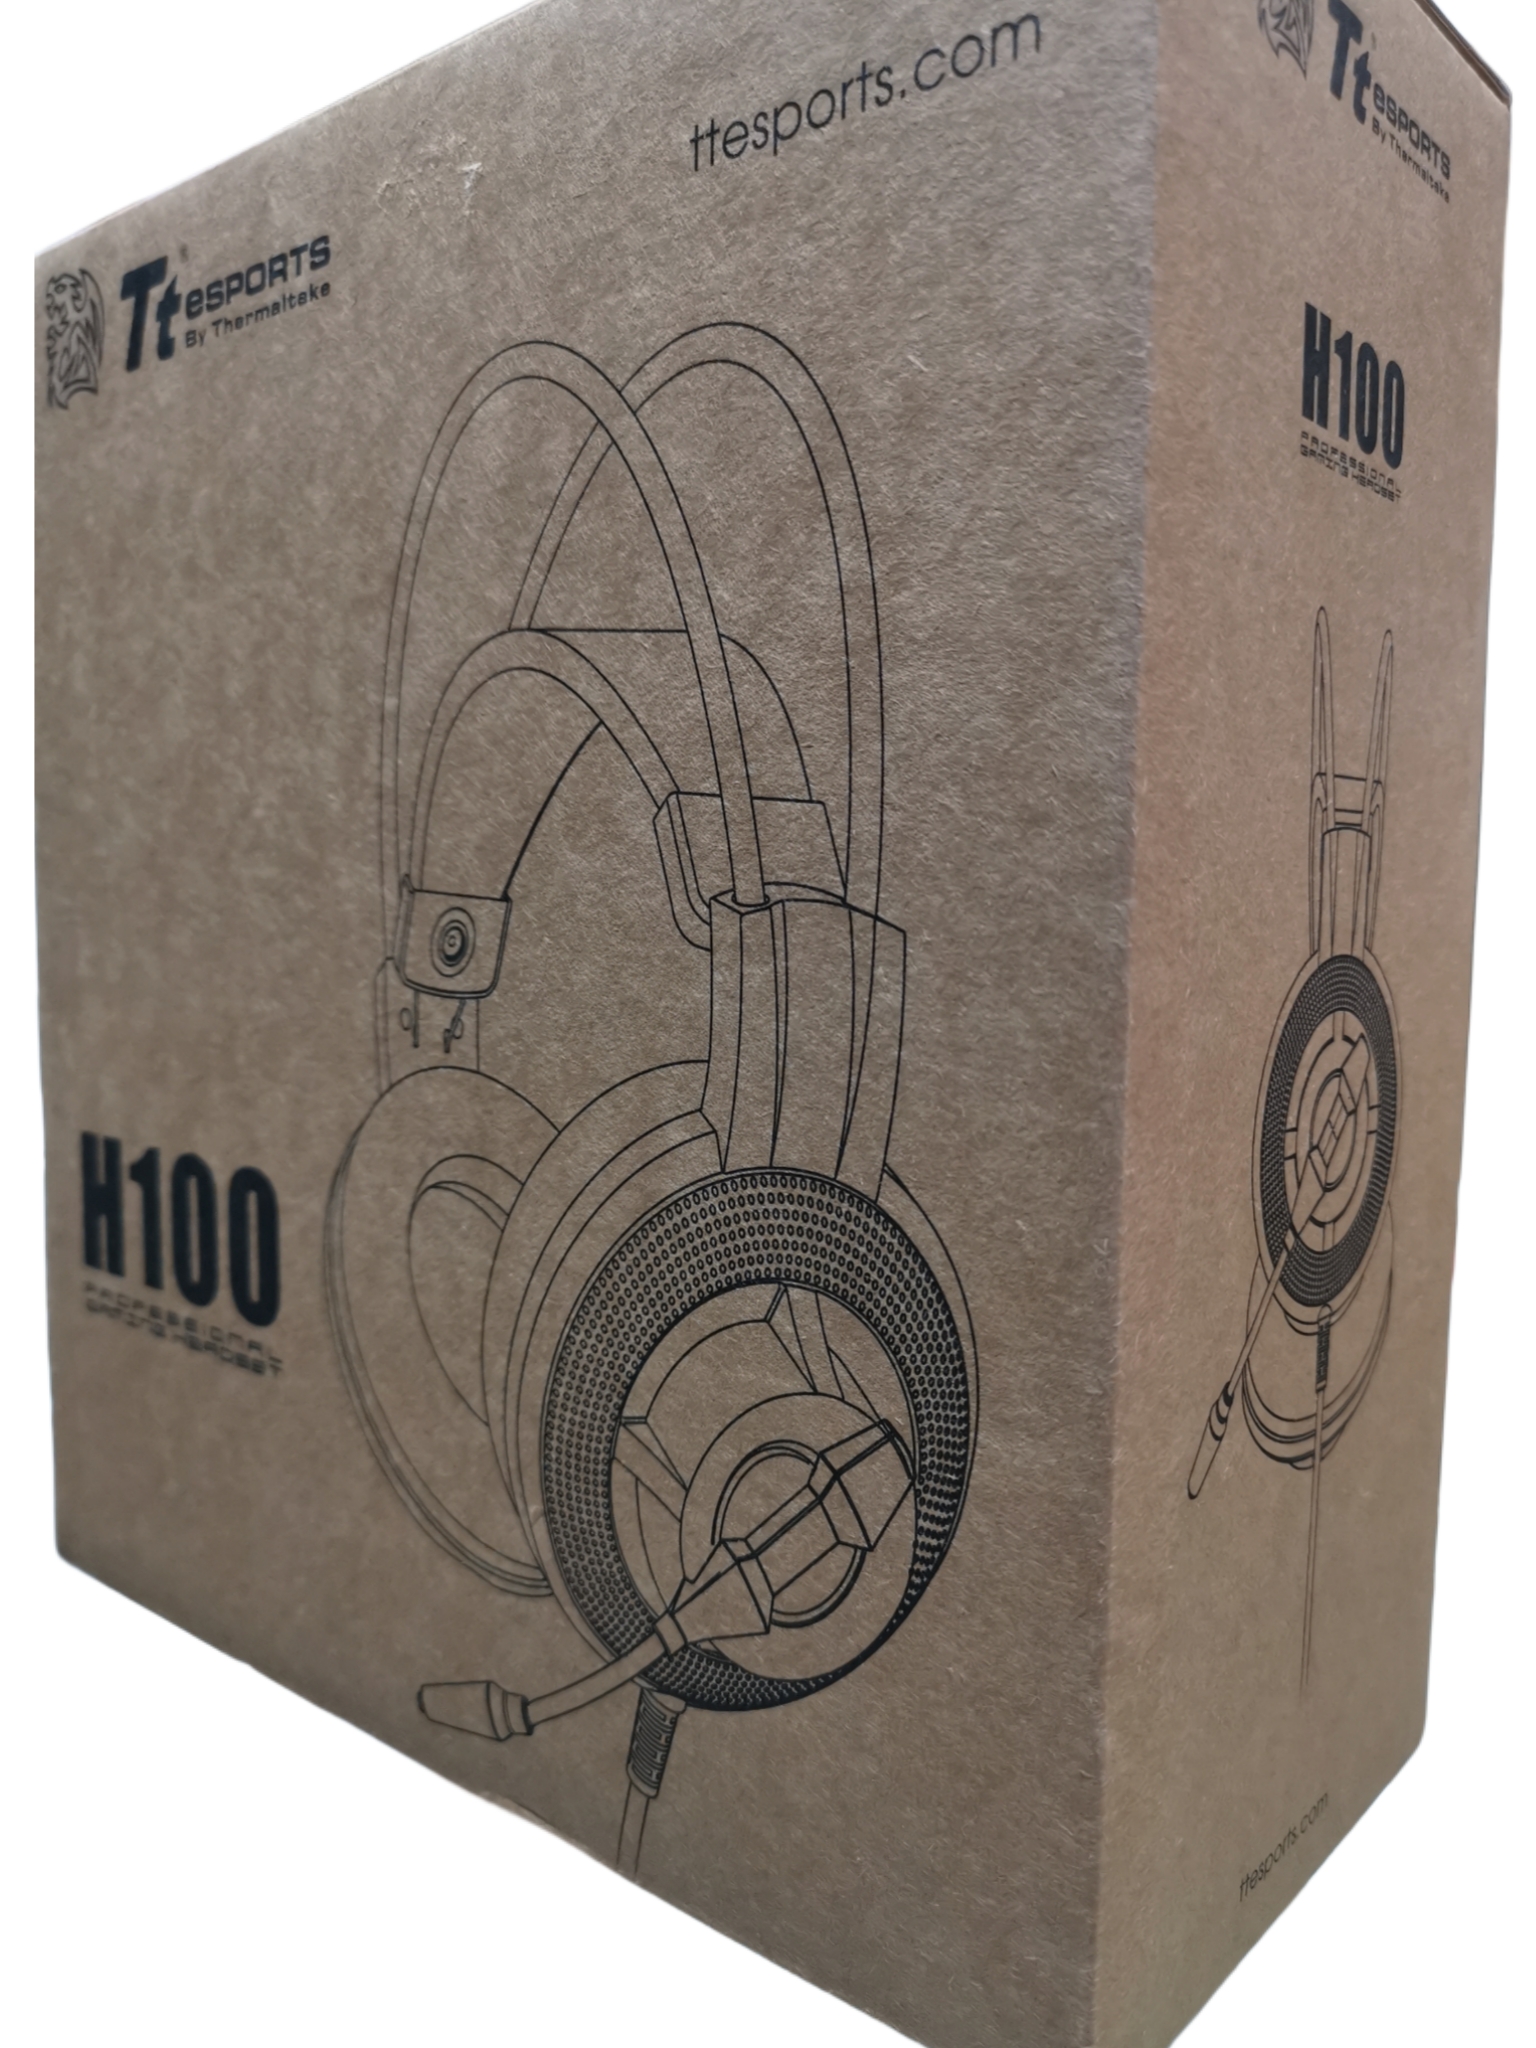 ttesports.com
Tt eSPORTS
By Thermaltake
H100
PROFESSIONAL
GAMING HEADSET
Tt eSPORTS
By Thermaltake
H100
PROFESSIONAL
GAMING HEADSET
ttesports.com